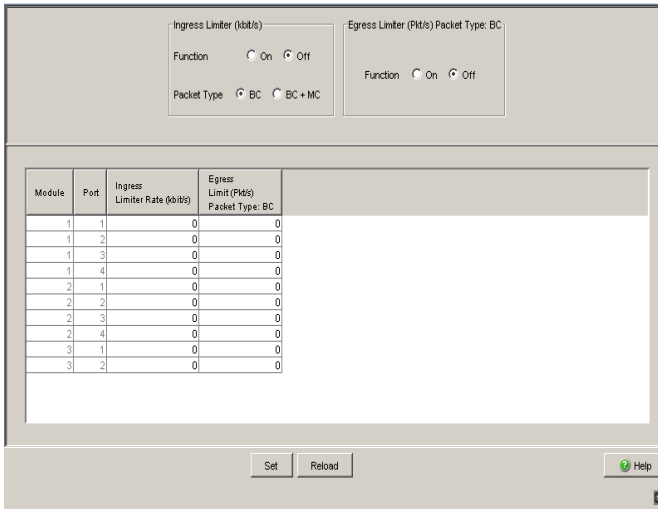 Ingress Limiter (kbit/s)
Function On Off
Packet Type BC BC + MC
Egress Limiter (Pkt/s) Packet Type: BC
Function On Off
Module Port Ingress Limiter Rate (kbit/s) Egress Limit (Pkt/s) Packet Type: BC
1 1 0 0
1 2 0 0
1 3 0 0
1 4 0 0
2 1 0 0
2 2 0 0
2 3 0 0
2 4 0 0
3 1 0 0
3 2 0 0
Set Reload Help